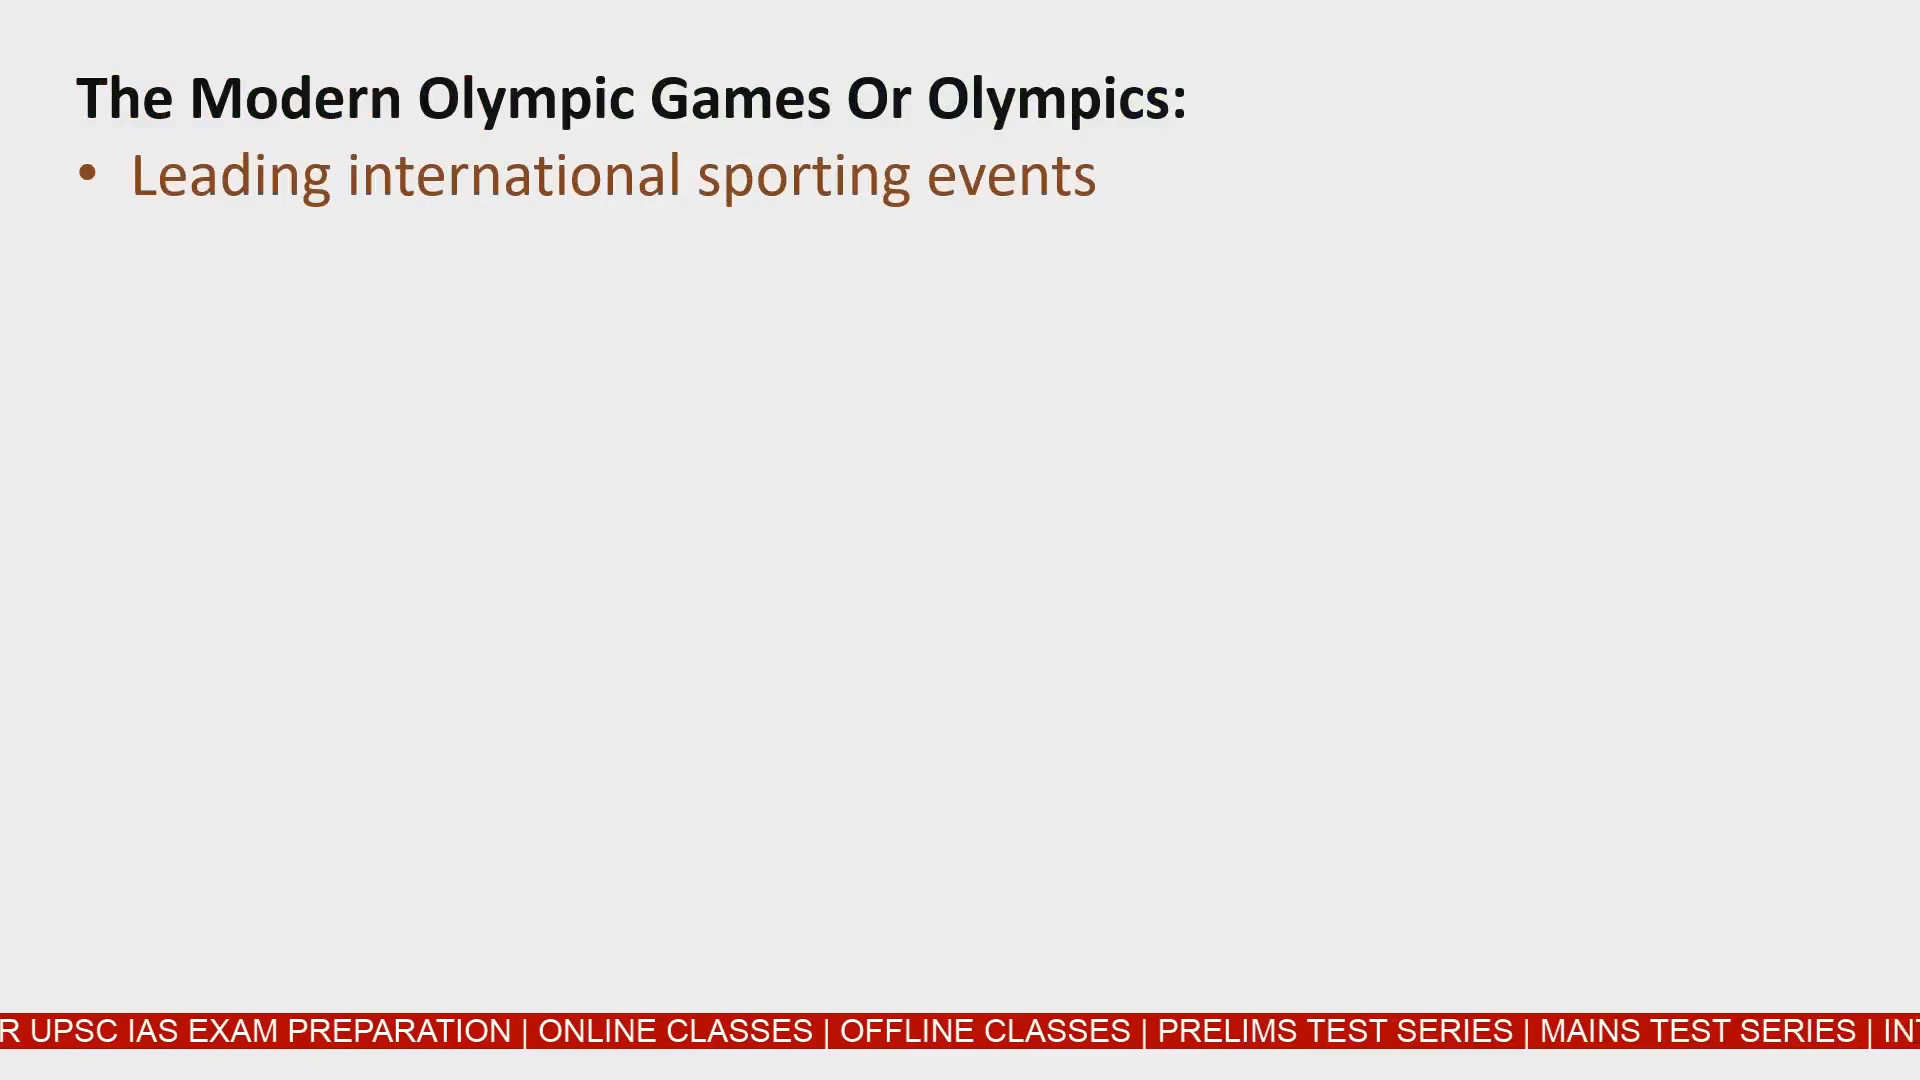 The Modern Olympic Games Or Olympics:
• Leading international sporting events
R UPSC IAS EXAM PREPARATION | ONLINE CLASSES | OFFLINE CLASSES | PRELIMS TEST SERIES | MAINS TEST SERIES |